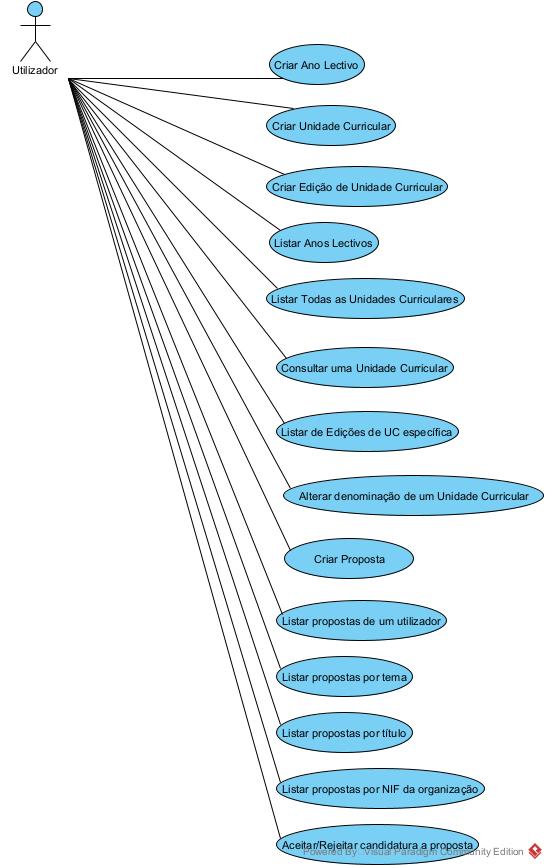 Utilizador
Criar Ano Lectivo
Criar Unidade Curricular
Criar Edição de Unidade Curricular
Listar Anos Lectivos
Listar Todas as Unidades Curriculares
Consultar uma Unidade Curricular
Listar de Edições de UC específica
Alterar denominação de um Unidade Curricular
Criar Proposta
Listar propostas de um utilizador
Listar propostas por tema
Listar propostas por título
Listar propostas por NIF da organização
Aceitar/Rejeitar candidatura a proposta
Powered By Visual Paradigm Community Edition